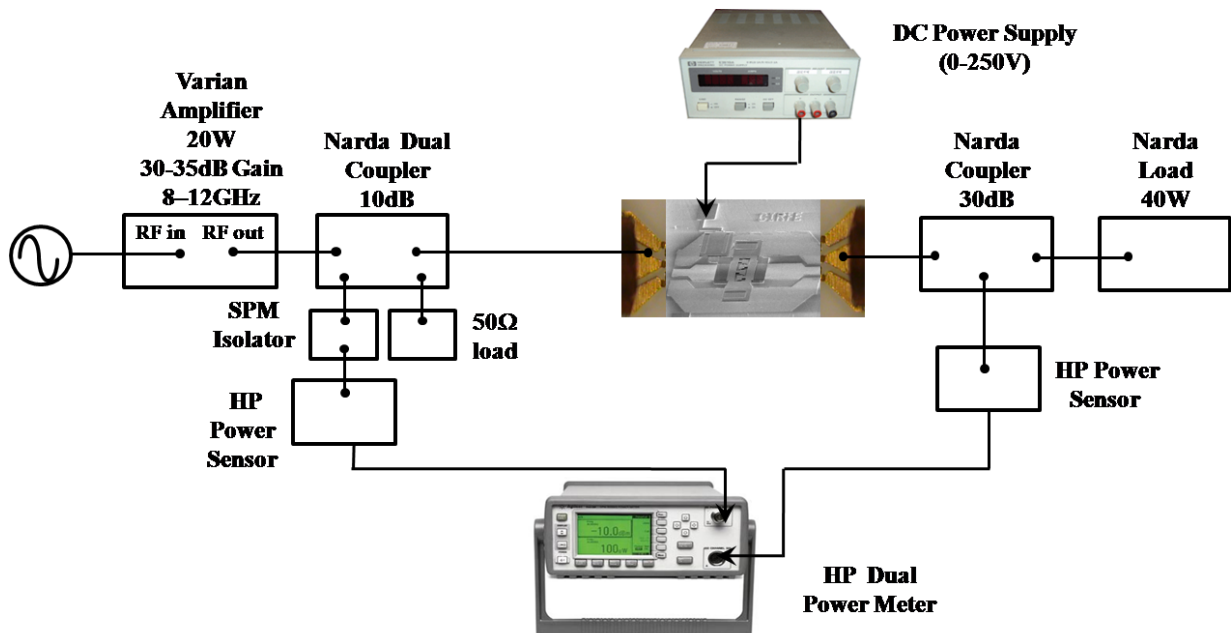 DC Power Supply
(0-250V)
Varian
Amplifier
20W
30-35dB Gain
8–12GHz
Narda Dual
Coupler
10dB
Narda
Coupler
30dB
Narda
Load
40W
RF in RF out
SPM
Isolator
50Ω
load
HP
Power
Sensor
HP Power
Sensor
-10.0
100
HP Dual
Power Meter